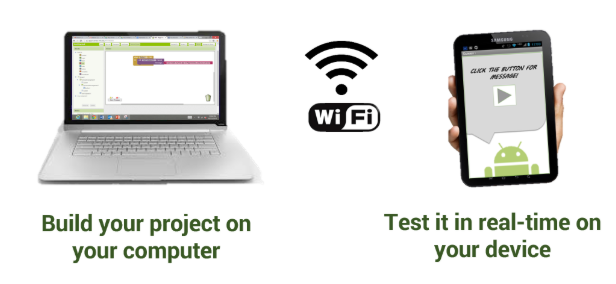 SAMSUNG
CLICK THE BUTTON FOR
MESSAGE!
Wi Fi
Build your project on
your computer
Test it in real-time on
your device